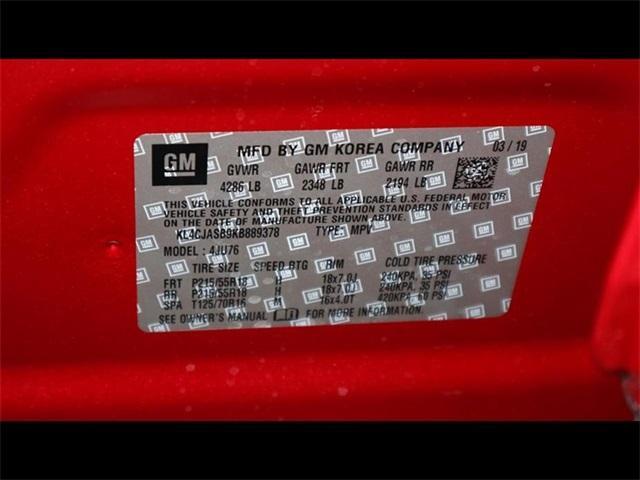 GM MFD BY GM KOREA COMPANY 03 / 19
GVWR GAWR FRT GAWR RR
4286 LB 2348 LB 2194 LB
THIS VEHICLE CONFORMS TO ALL APPLICABLE U.S. FEDERAL MOTOR
VEHICLE SAFETY AND THEFT PREVENTION STANDARDS IN EFFECT
ON THE DATE OF MANUFACTURE SHOWN ABOVE.
KL4CJASB9KB889378 TYPE: MPV
MODEL: 4JU76
TIRE SIZE SPEED RTG RIM COLD TIRE PRESSURE
FRT P215/55R18 H 18x7.0J 240KPA, 35 PSI
RR P215/55R18 H 18x7.0J 240KPA, 35 PSI
SPA T125/70R16 M 16x4.0T 420KPA, 60 PSI
SEE OWNER'S MANUAL FOR MORE INFORMATION.